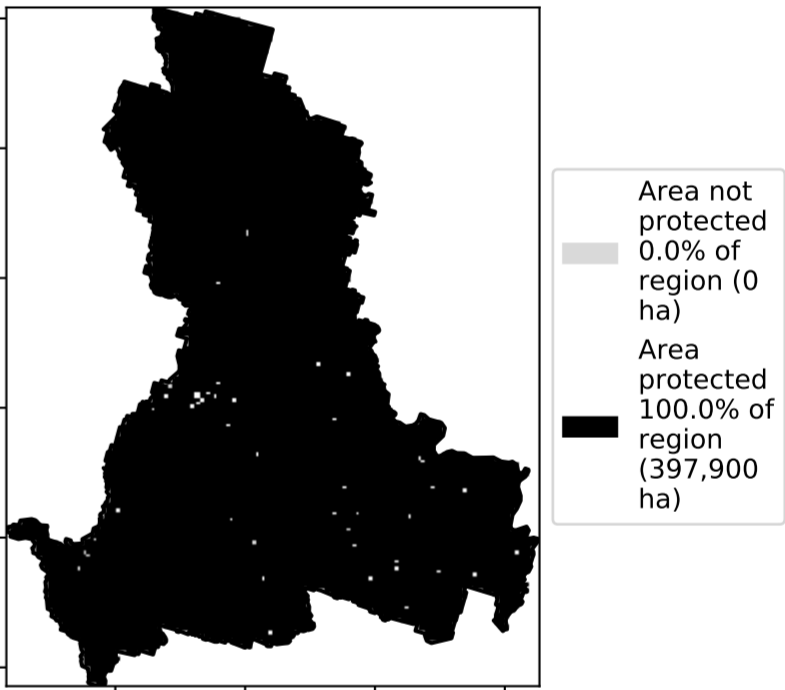 Area not
protected
0.0% of
region (0
ha)
Area
protected
100.0% of
region
(397,900
ha)